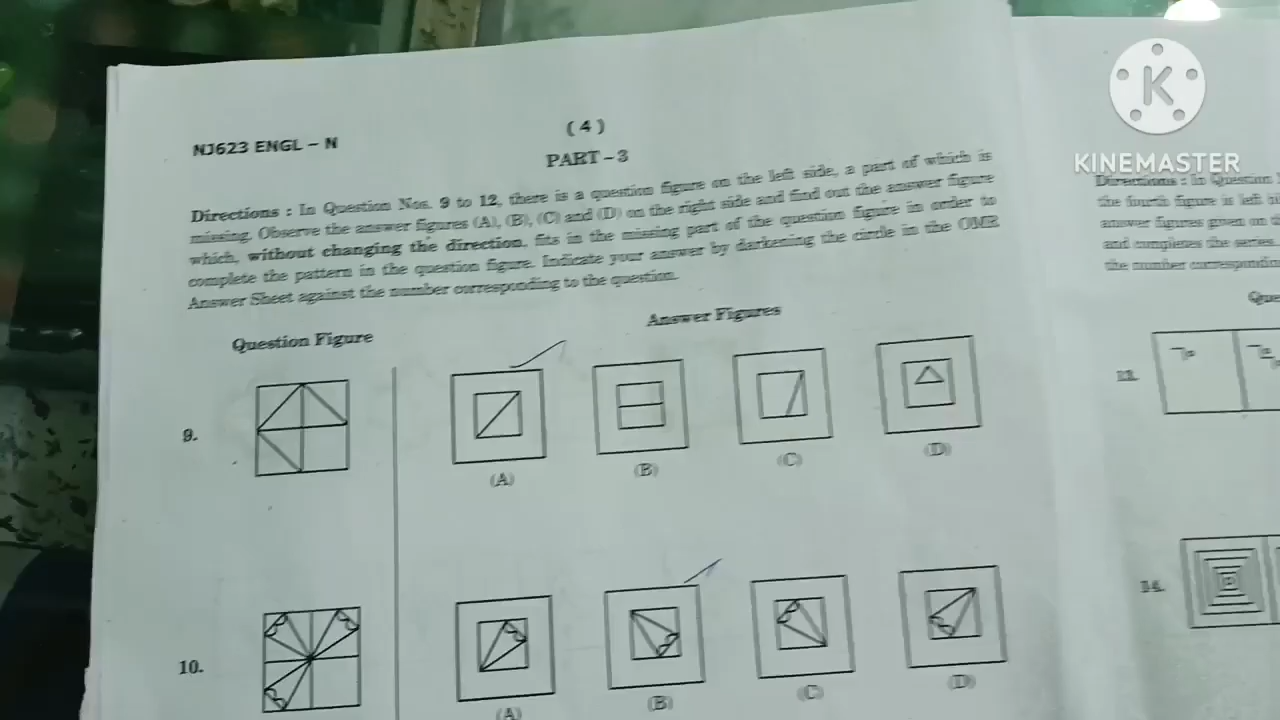 ( 4 )
NJ623 ENGL – N
PART – 3
KINEMASTER
Directions : In Question Nos. 9 to 12, there is a question figure on the left side, a part of which is
missing. Observe the answer figures (A), (B), (C) and (D) on the right side and find out the answer figure
which, without changing the direction, fits in the missing part of the question figure in order to
complete the pattern in the question figure. Indicate your answer by darkening the circle in the OMR
Answer Sheet against the number corresponding to the question.
Question Figure
Answer Figures
9.
(A)
(B)
(C)
(D)
10.
(A)
(B)
(C)
(D)
Directions : In Question
the fourth figure is left
answer figures given on
and completes the series.
the number
13.
14.